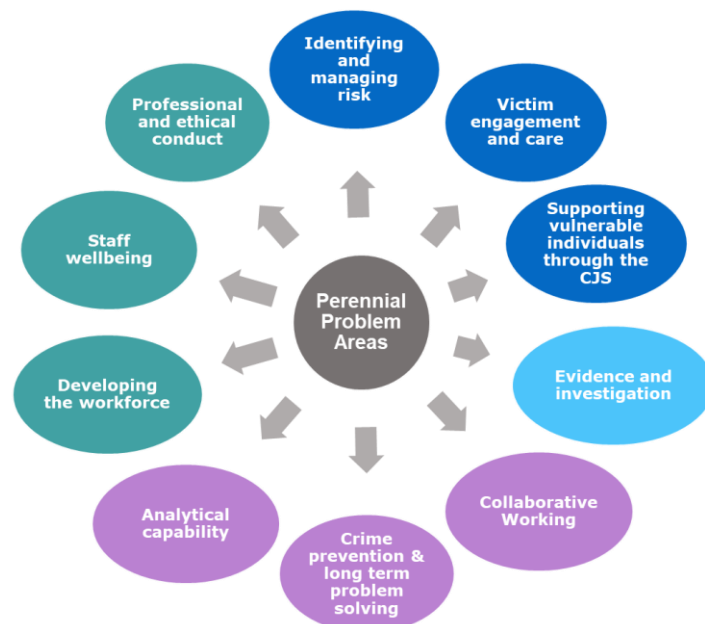 Identifying
and
managing
risk
Victim
engagement
and care
Supporting
vulnerable
individuals
through the
CJS
Evidence and
investigation
Collaborative
Working
Crime
prevention &
long term
problem
solving
Analytical
capability
Developing
the workforce
Staff
wellbeing
Professional
and ethical
conduct
Perennial
Problem
Areas